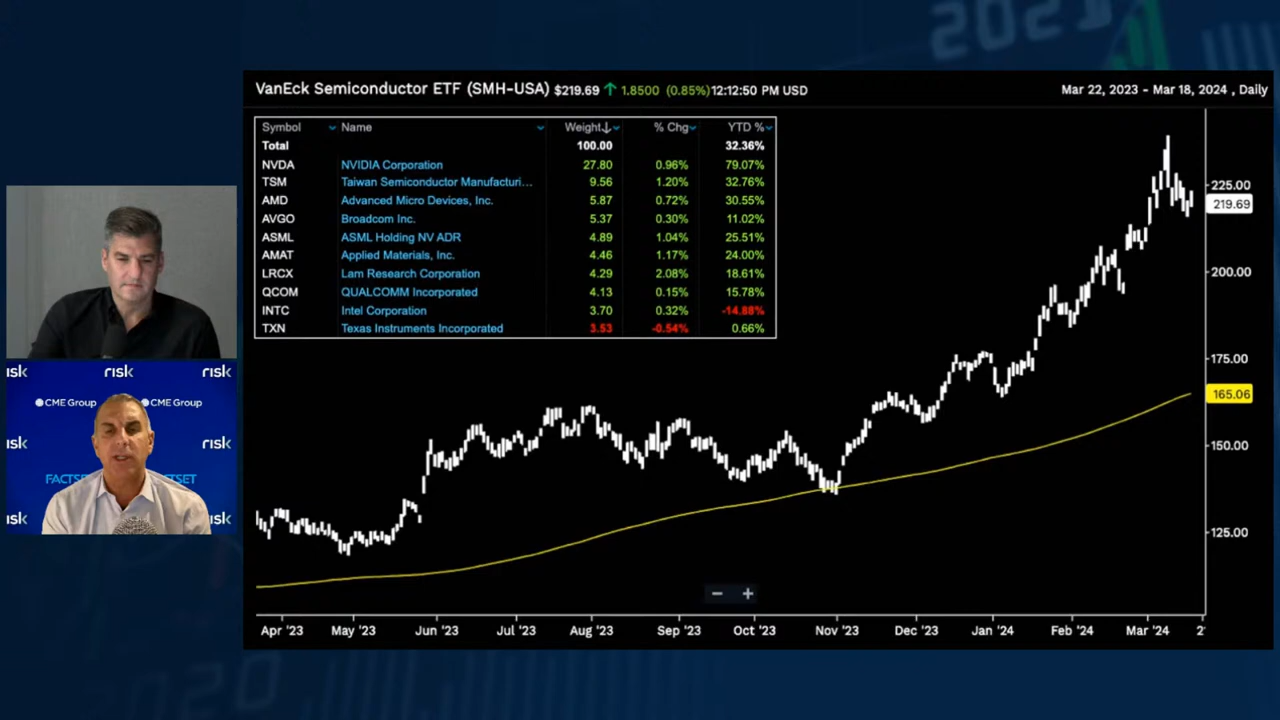 2021
VanEck Semiconductor ETF (SMH-USA) $219.69 1.8500 (0.85%) 12:12:50 PM USD
Mar 22, 2023 - Mar 18, 2024 , Daily
Symbol Name Weight % Chg YTD %
Total 100.00 32.36%
NVDA NVIDIA Corporation 27.80 0.96% 79.07%
TSM Taiwan Semiconductor Manufacturi... 9.56 1.20% 32.76%
AMD Advanced Micro Devices, Inc. 5.87 0.72% 30.55%
AVGO Broadcom Inc. 5.37 0.30% 11.02%
ASML ASML Holding NV ADR 4.89 1.04% 25.51%
AMAT Applied Materials, Inc. 4.46 1.17% 24.00%
LRCX Lam Research Corporation 4.29 2.08% 18.61%
QCOM QUALCOMM Incorporated 4.13 0.15% 15.78%
INTC Intel Corporation 3.70 0.32% -14.88%
TXN Texas Instruments Incorporated 3.53 -0.54% 0.66%
225.00
219.69
200.00
175.00
165.06
150.00
125.00
Apr '23 May '23 Jun '23 Jul '23 Aug '23 Sep '23 Oct '23 Nov '23 Dec '23 Jan '24 Feb '24 Mar '24 2
isk risk risk
CME Group CME Group
isk risk
FACTS TSET
isk sk
2020